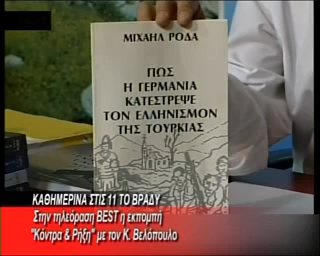 ΜΙΧΑΗΛ ΡΟΔΑ
ΠΩΣ
Η ΓΕΡΜΑΝΙΑ
ΚΑΤΕΣΤΡΕΨΕ
ΤΟΝ ΕΛΛΗΝΙΣΜΟΝ
ΤΗΣ ΤΟΥΡΚΙΑΣ
ΚΑΘΗΜΕΡΙΝΑ ΣΤΙΣ 11 ΤΟ ΒΡΑΔΥ
Στην τηλεόραση BEST η εκπομπή
"Κόντρα & Ρήξη" με τον Κ. Βελόπουλο